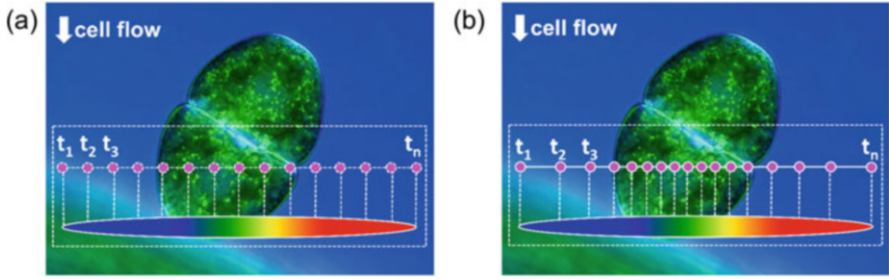 (a)
cell flow
t₁ t₂ t₃ tₙ
(b)
cell flow
t₁ t₂ t₃ tₙ